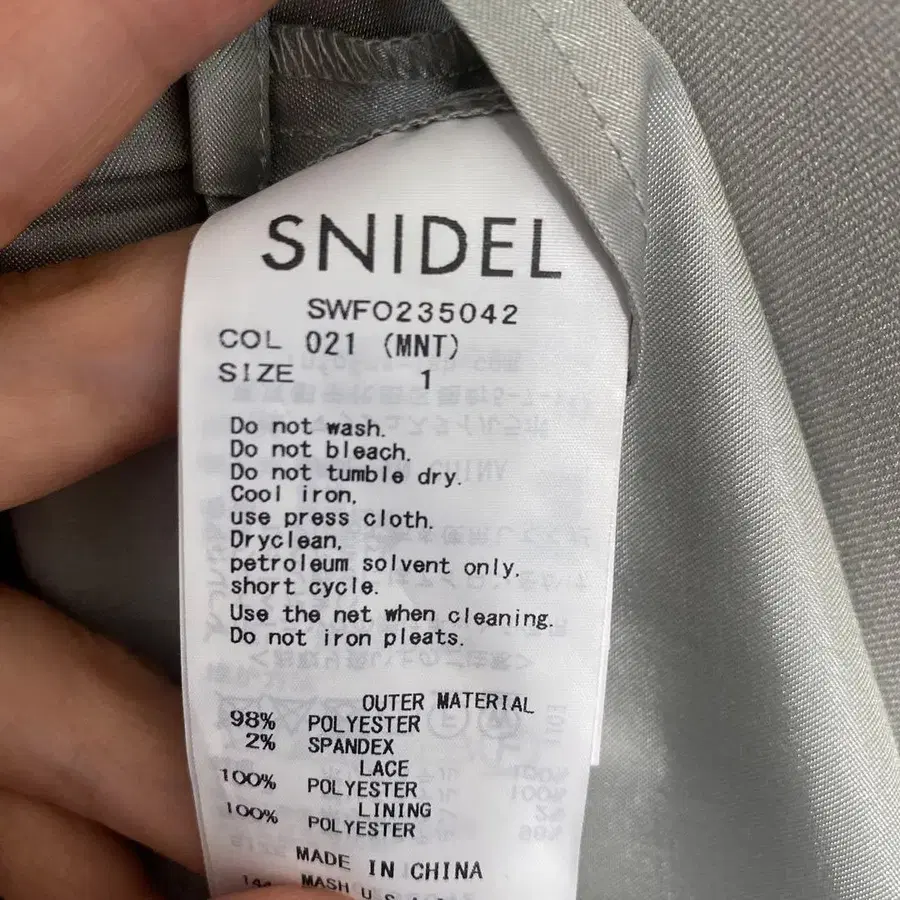 SNIDEL
SWFO235042
COL 021 (MNT)
SIZE 1
Do not wash.
Do not bleach.
Do not tumble dry.
Cool iron,
use press cloth.
Dryclean,
petroleum solvent only,
short cycle.
Use the net when cleaning.
Do not iron pleats.
OUTER MATERIAL
98% POLYESTER
2% SPANDEX
LACE
100% POLYESTER
LINING
100% POLYESTER
MADE IN CHINA
MASH